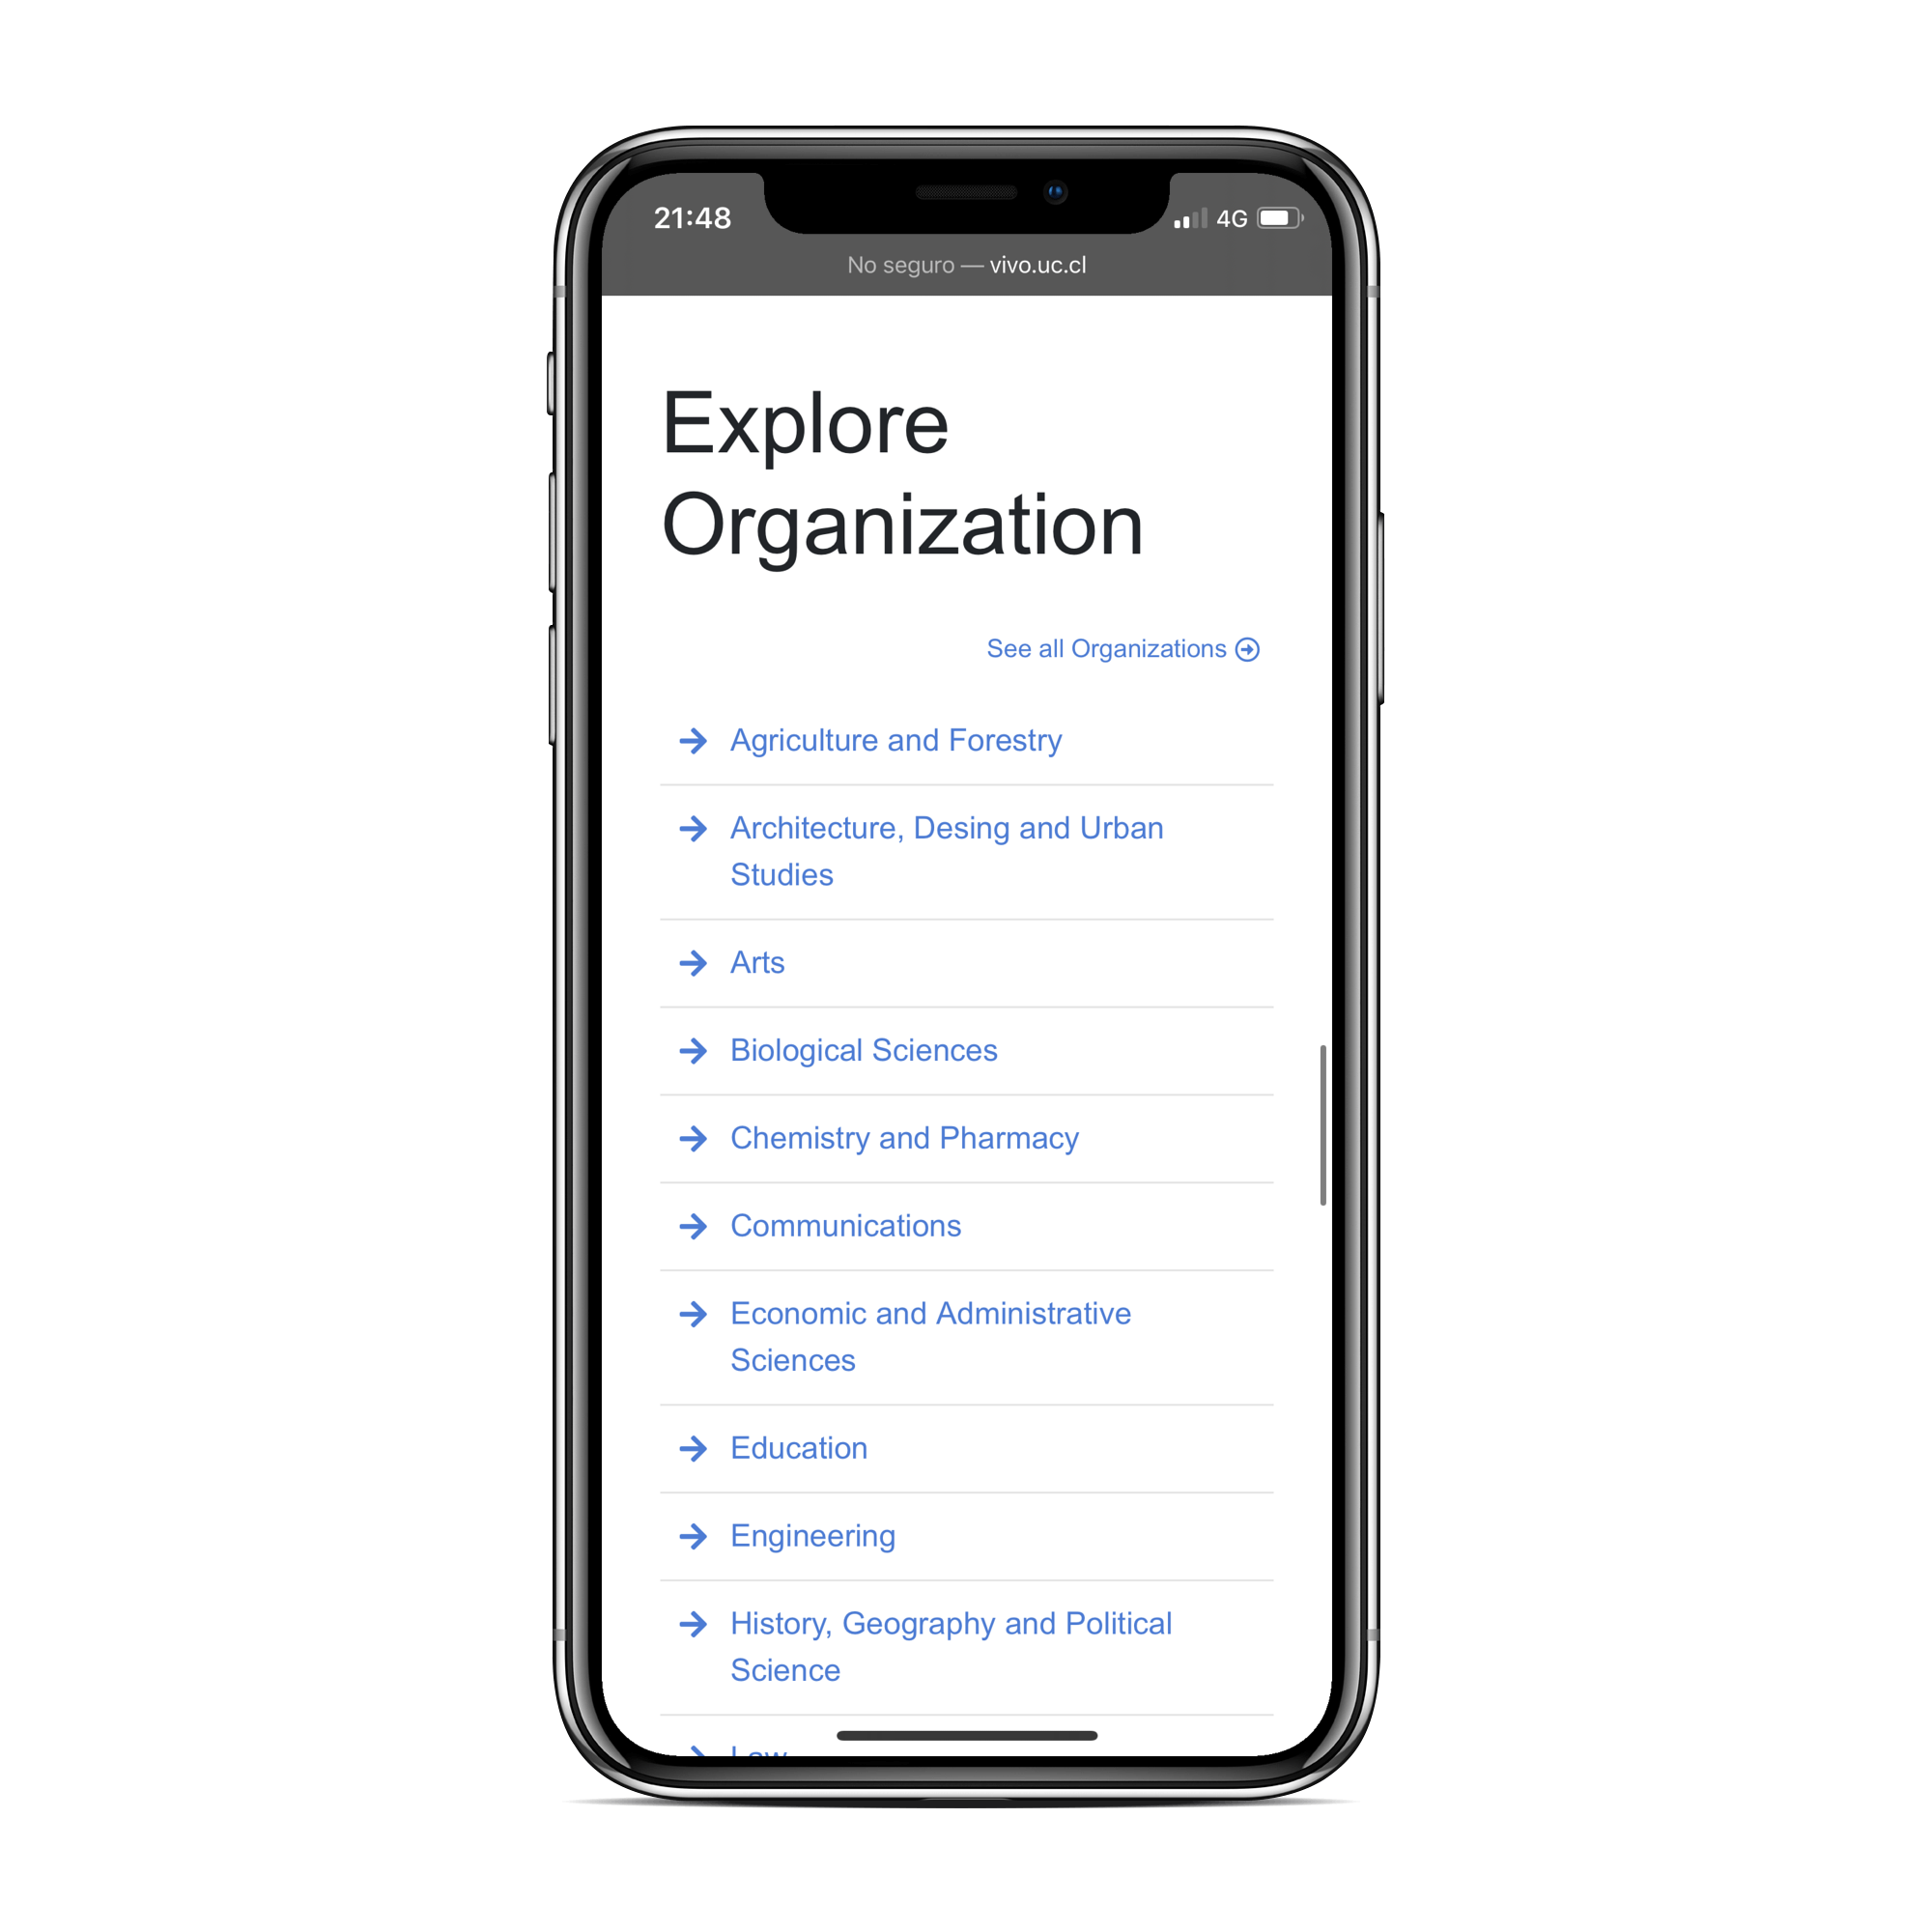 21:48
4G
No seguro — vivo.uc.cl
Explore
Organization
See all Organizations
Agriculture and Forestry
Architecture, Desing and Urban
Studies
Arts
Biological Sciences
Chemistry and Pharmacy
Communications
Economic and Administrative
Sciences
Education
Engineering
History, Geography and Political
Science
Law